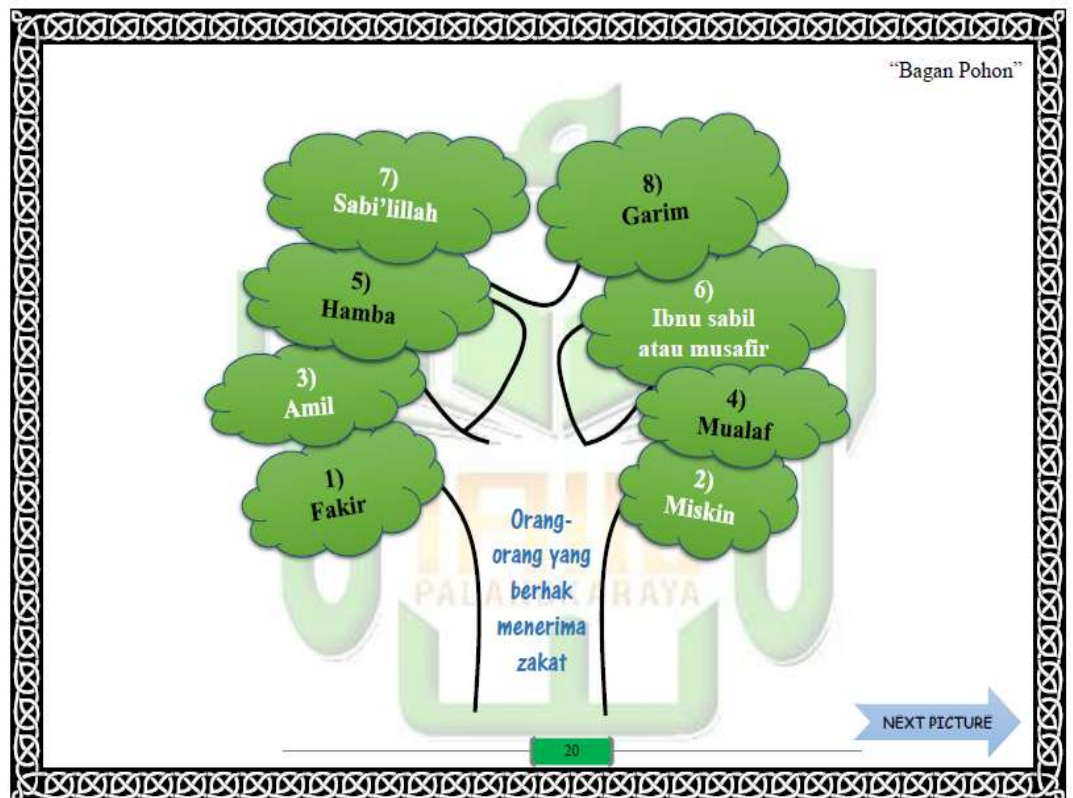 “Bagan Pohon”
7)
Sabi’lillah
8)
Garim
5)
Hamba
6)
Ibnu sabil
atau musafir
3)
Amil
4)
Mualaf
1)
Fakir
2)
Miskin
Orang-
orang yang
berhak
menerima
zakat
PALANGKARAYA
NEXT PICTURE
20